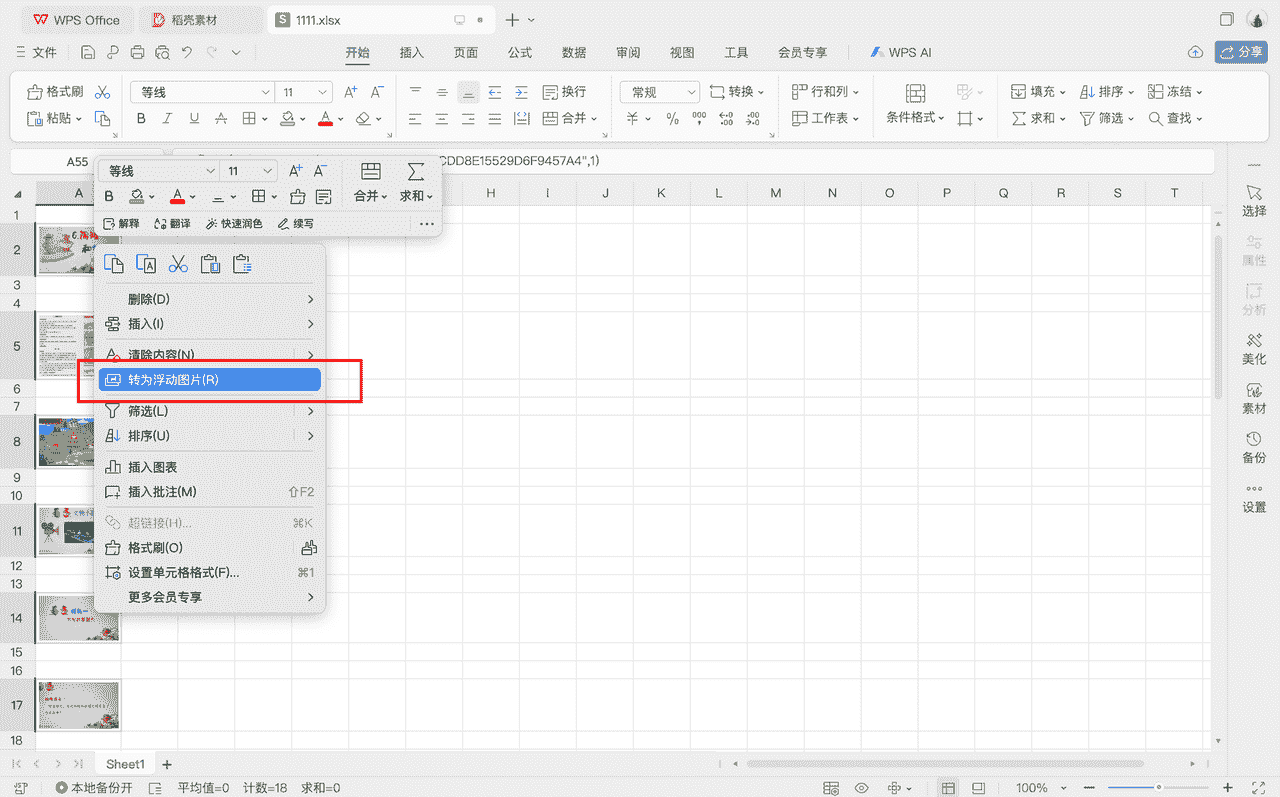 WPS Office 稻壳素材 S 1111.xlsx
文件 开始 插入 页面 公式 数据 审阅 视图 工具 会员专享 WPS AI 分享
格式刷 等线 11 A+ A- 换行 常规 转换 行和列 填充 排序 冻结
粘贴 B I U A 合并 ¥ % 工作表 条件格式 求和 筛选 查找
A55 CDD8E15529D6F9457A4",1)
等线 11 A+ A-
B A 合并 求和
解释 翻译 快速润色 续写 ...
A H I J K L M N O P Q R S T
1
2
3
4
5
6
7
8
9
10
11
12
13
14
15
16
17
18
删除(D)
插入(I)
清除内容(N)
转为浮动图片(R)
筛选(L)
排序(U)
插入图表
插入批注(M) ⇧F2
超链接(H)... ⌘K
格式刷(O)
设置单元格格式(F)... ⌘1
更多会员专享
选择
属性
分析
美化
素材
备份
设置
Sheet1 +
本地备份开 平均值=0 计数=18 求和=0 100%